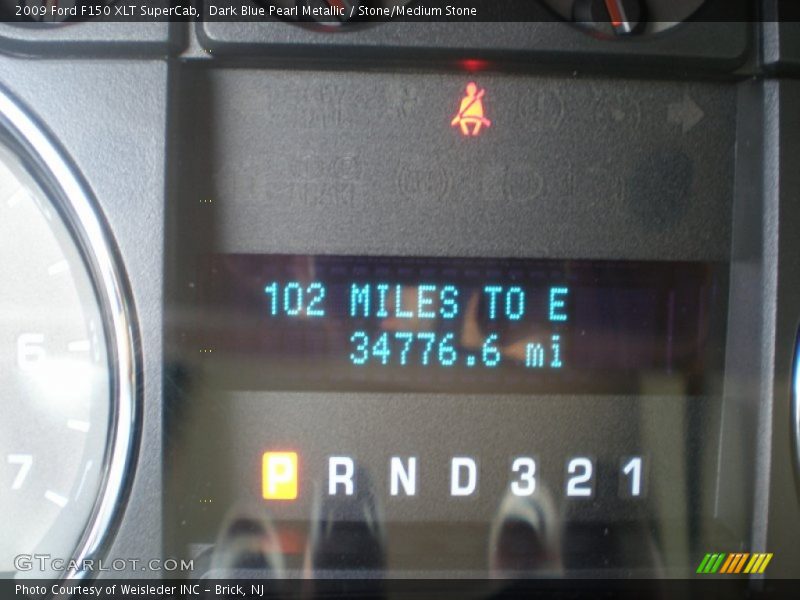 2009 Ford F150 XLT SuperCab, Dark Blue Pearl Metallic / Stone/Medium Stone
102 MILES TO E
34776.6 mi
6
7
P R N D 3 2 1
GTCARLOT.COM
Photo Courtesy of Weisleder INC - Brick, NJ